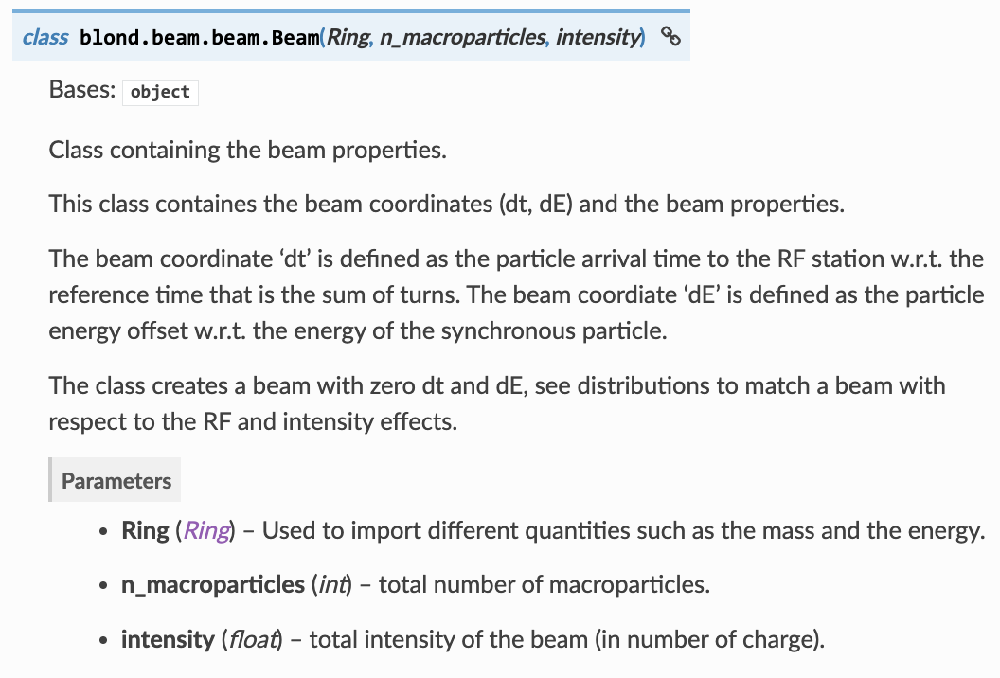 class blond.beam.beam.Beam(Ring, n_macroparticles, intensity)
Bases: object
Class containing the beam properties.
This class containes the beam coordinates (dt, dE) and the beam properties.
The beam coordinate ‘dt’ is defined as the particle arrival time to the RF station w.r.t. the
reference time that is the sum of turns. The beam coordiate ‘dE’ is defined as the particle
energy offset w.r.t. the energy of the synchronous particle.
The class creates a beam with zero dt and dE, see distributions to match a beam with
respect to the RF and intensity effects.
Parameters
• Ring (Ring) – Used to import different quantities such as the mass and the energy.
• n_macroparticles (int) – total number of macroparticles.
• intensity (float) – total intensity of the beam (in number of charge).